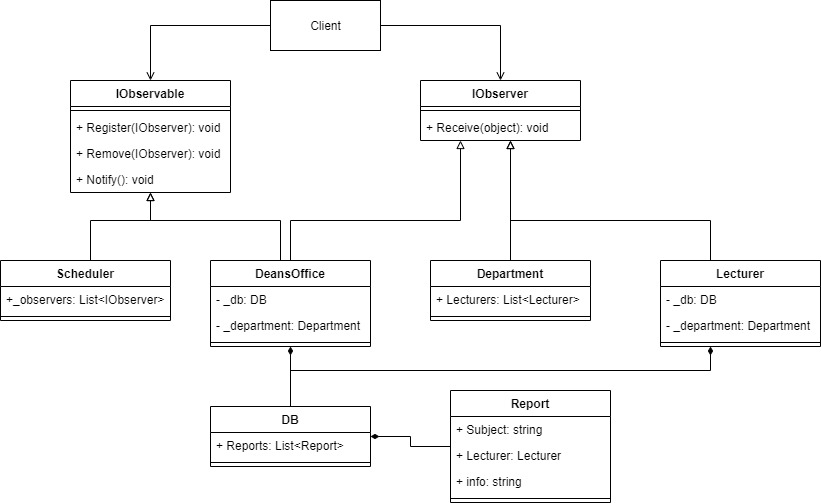 Client
IObservable
+ Register(IObserver): void
+ Remove(IObserver): void
+ Notify(): void
IObserver
+ Receive(object): void
Scheduler
+_observers: List<IObserver>
DeansOffice
- _db: DB
- _department: Department
Department
+ Lecturers: List<Lecturer>
Lecturer
- _db: DB
- _department: Department
DB
+ Reports: List<Report>
Report
+ Subject: string
+ Lecturer: Lecturer
+ info: string